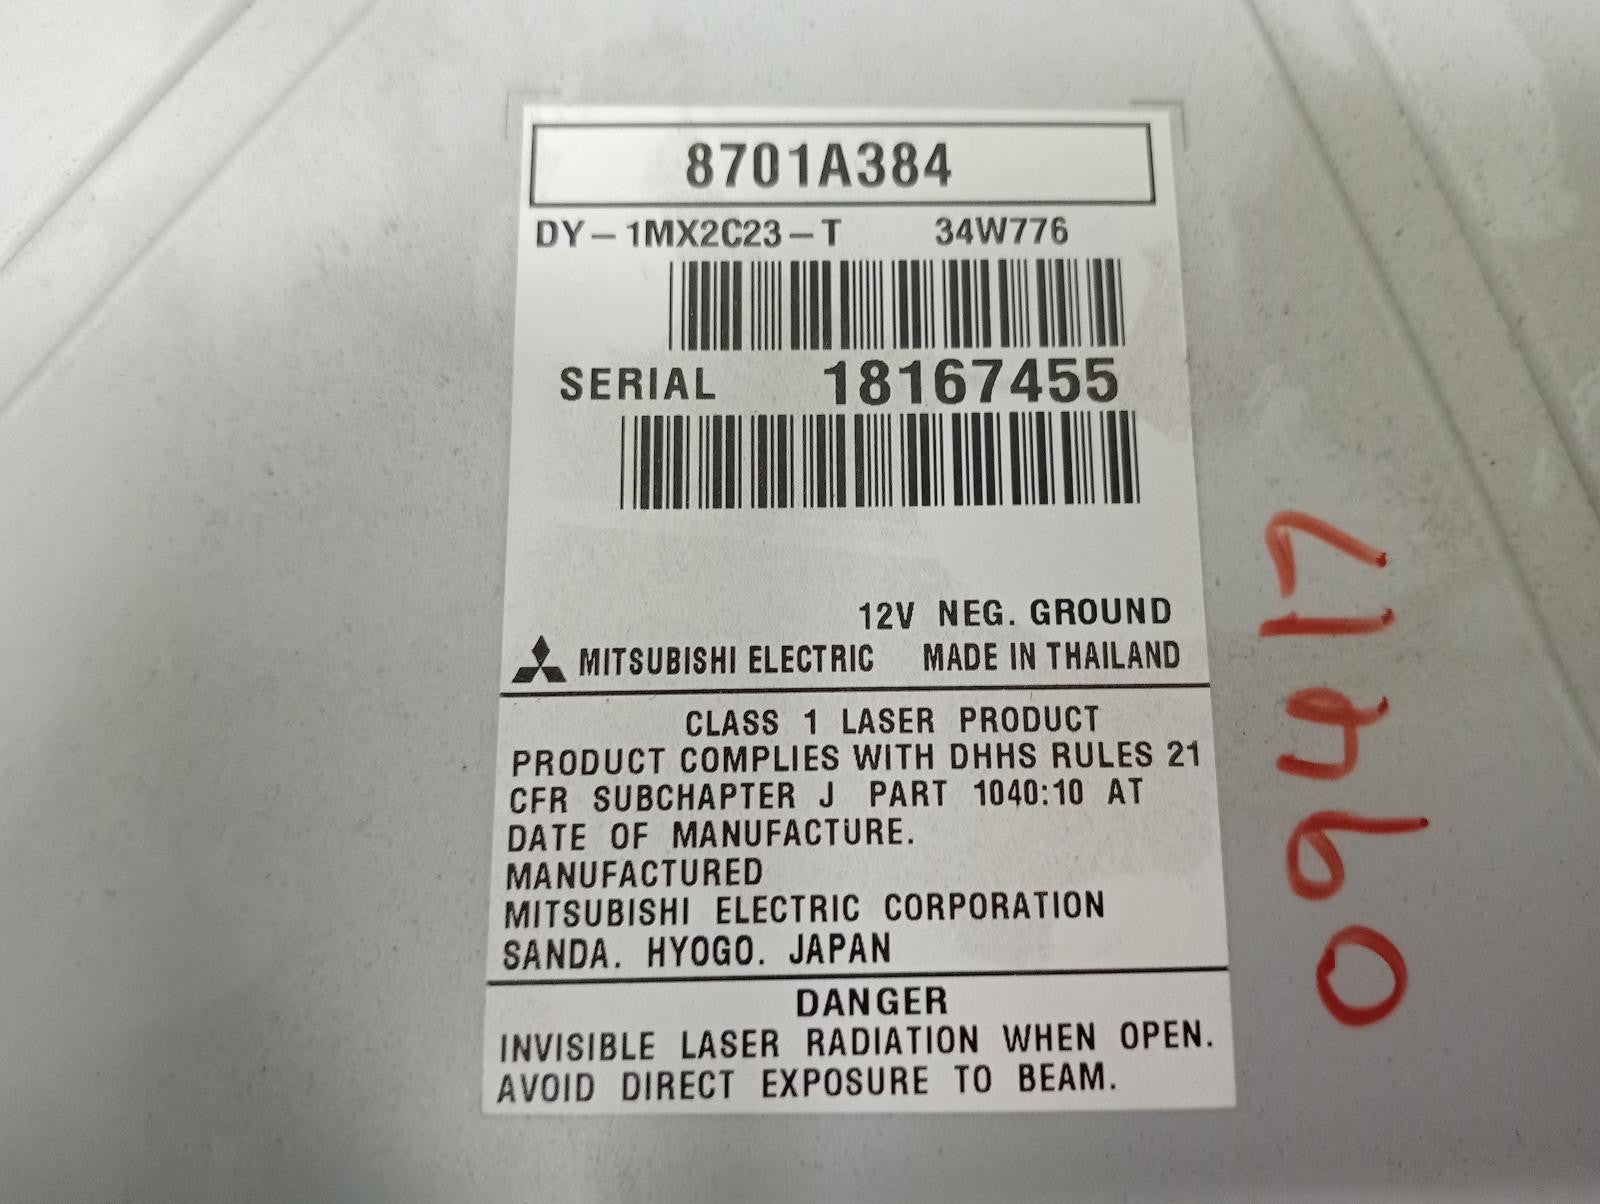 8701A384
DY-1MX2C23-T 34W776
SERIAL 18167455
12V NEG. GROUND
MITSUBISHI ELECTRIC MADE IN THAILAND
CLASS 1 LASER PRODUCT
PRODUCT COMPLIES WITH DHHS RULES 21
CFR SUBCHAPTER J PART 1040:10 AT
DATE OF MANUFACTURE.
MANUFACTURED
MITSUBISHI ELECTRIC CORPORATION
SANDA. HYOGO. JAPAN
DANGER
INVISIBLE LASER RADIATION WHEN OPEN.
AVOID DIRECT EXPOSURE TO BEAM.
L1460